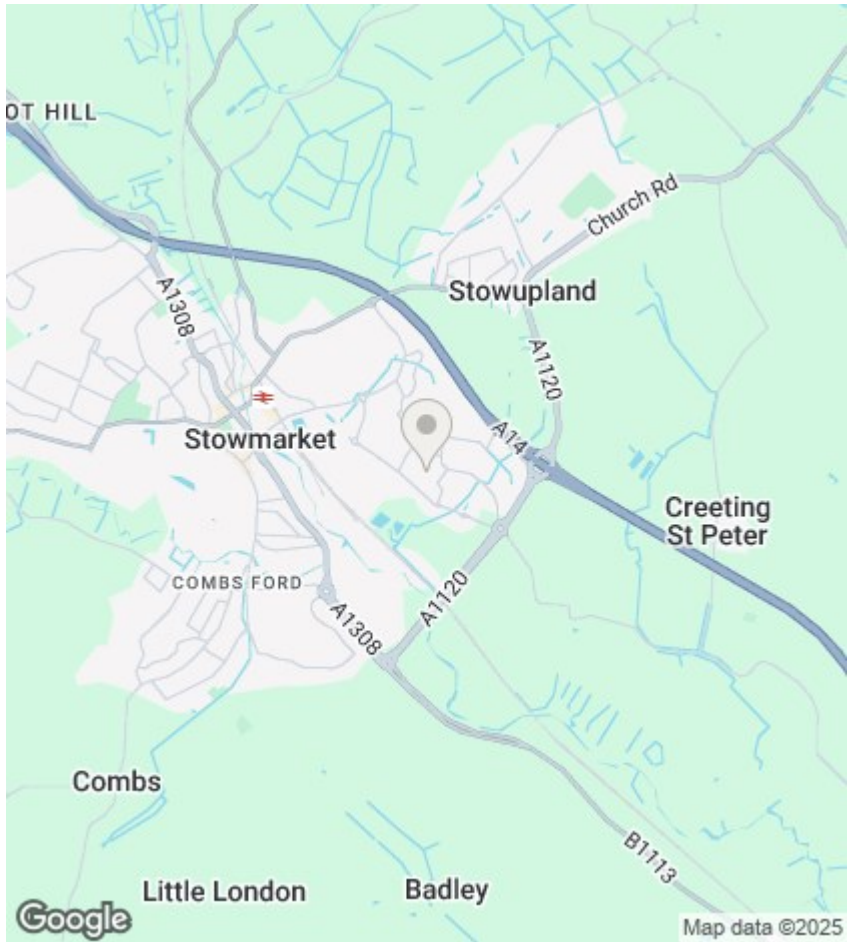 OT HILL
Church Rd
Stowupland
A1308
A1120
Stowmarket
A14
Creeting
St Peter
COMBS FORD
A1120
A1308
Combs
B1113
Little London
Badley
Google
Map data ©2025